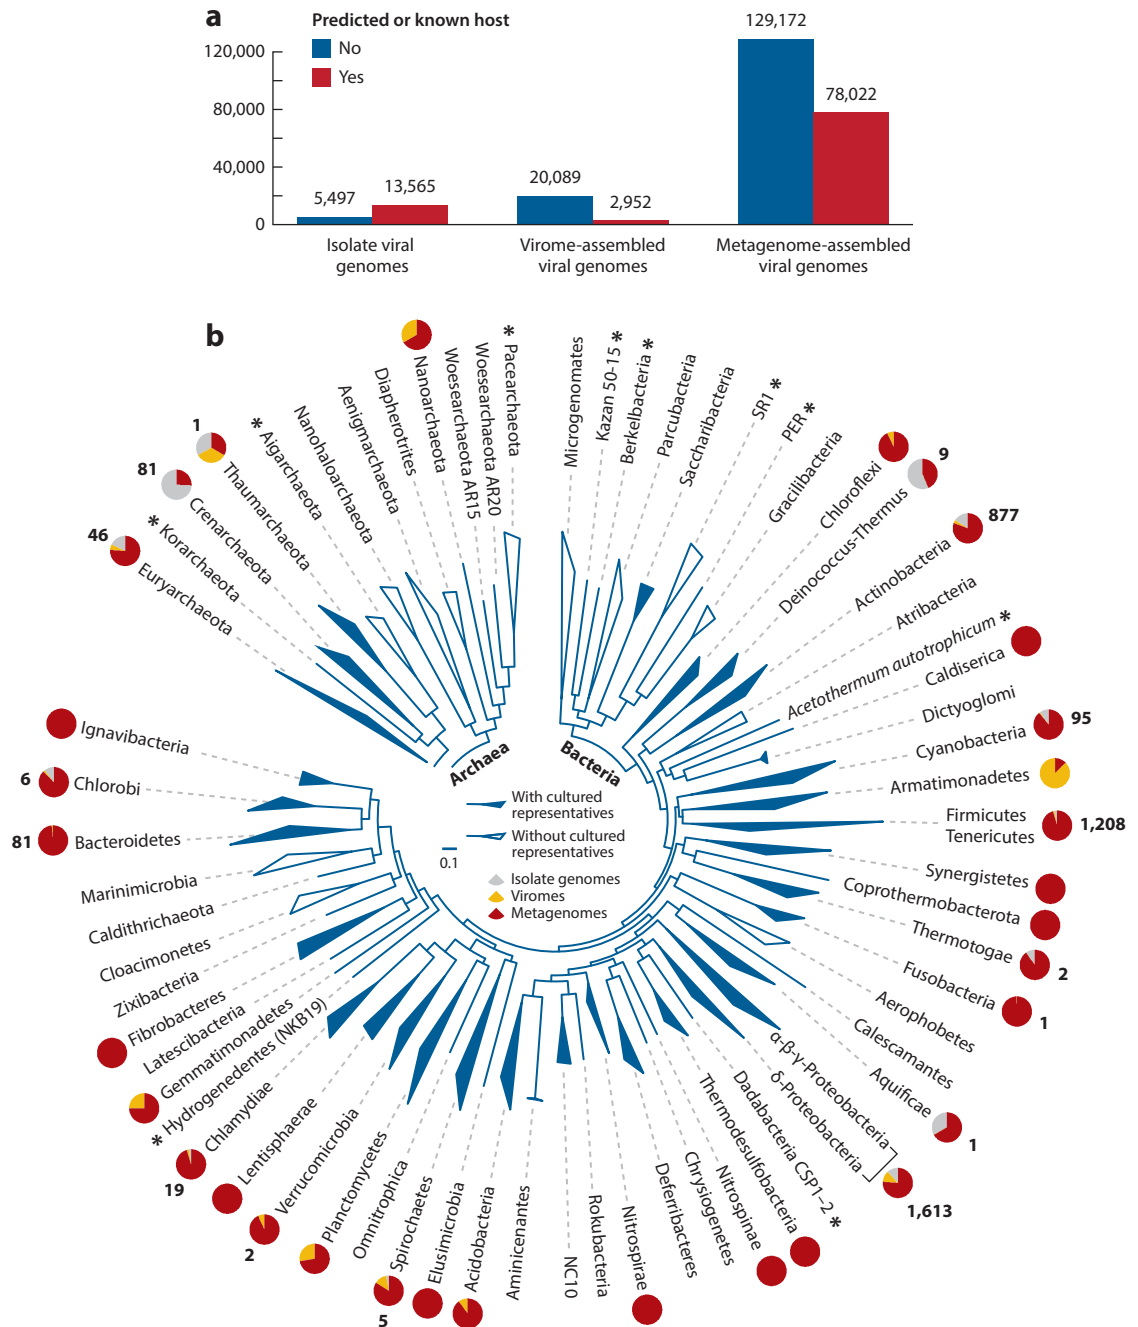 a
Predicted or known host
No
Yes
120,000
80,000
40,000
0
5,497
13,565
20,089
2,952
129,172
78,022
Isolate viral
genomes
Virome-assembled
viral genomes
Metagenome-assembled
viral genomes
b
46
Euryarchaeota
* Korarchaeota
81
Crenarchaeota
1
Thaumarchaeota
* Aigarchaeota
Nanohaloarchaeota
Aenigmarchaeota
Diapherotrites
Nanoarchaeota
Woesearchaeota AR15
Woesearchaeota AR20
* Pacearchaeota
Microgenomates
Kazan 50-15 *
Berkelbacteria *
Parcubacteria
Saccharibacteria
SR1 *
PER *
Gracilibacteria
Chloroflexi
Deinococcus-Thermus
9
Actinobacteria
877
Atribacteria
Acetothermum autotrophicum *
Caldiserica
Dictyoglomi
Cyanobacteria
95
Armatimonadetes
Firmicutes
Tenericutes
1,208
Synergistetes
Coprothermobacterota
Thermotogae
2
Fusobacteria
1
Aerophobetes
Calescamantes
Aquificae
1
α-β-γ-Proteobacteria
δ-Proteobacteria
1,613
Dadabacteria CSP1–2 *
Thermodesulfobacteria
Nitrospinae
Chrysiogenetes
Deferribacteres
Nitrospirae
Rokubacteria
NC10
Aminicenantes
Acidobacteria
Elusimicrobia
Spirochaetes
5
Omnitrophica
Planctomycetes
Verrucomicrobia
2
Lentisphaerae
Chlamydiae
19
* Hydrogenedentes (NKB19)
Gemmatimonadetes
Latescibacteria
Fibrobacteres
Zixibacteria
Cloacimonetes
Caldithrichaeota
Marinimicrobia
81
Bacteroidetes
6
Chlorobi
Ignavibacteria
Archaea
Bacteria
With cultured
representatives
Without cultured
representatives
0.1
Isolate genomes
Viromes
Metagenomes